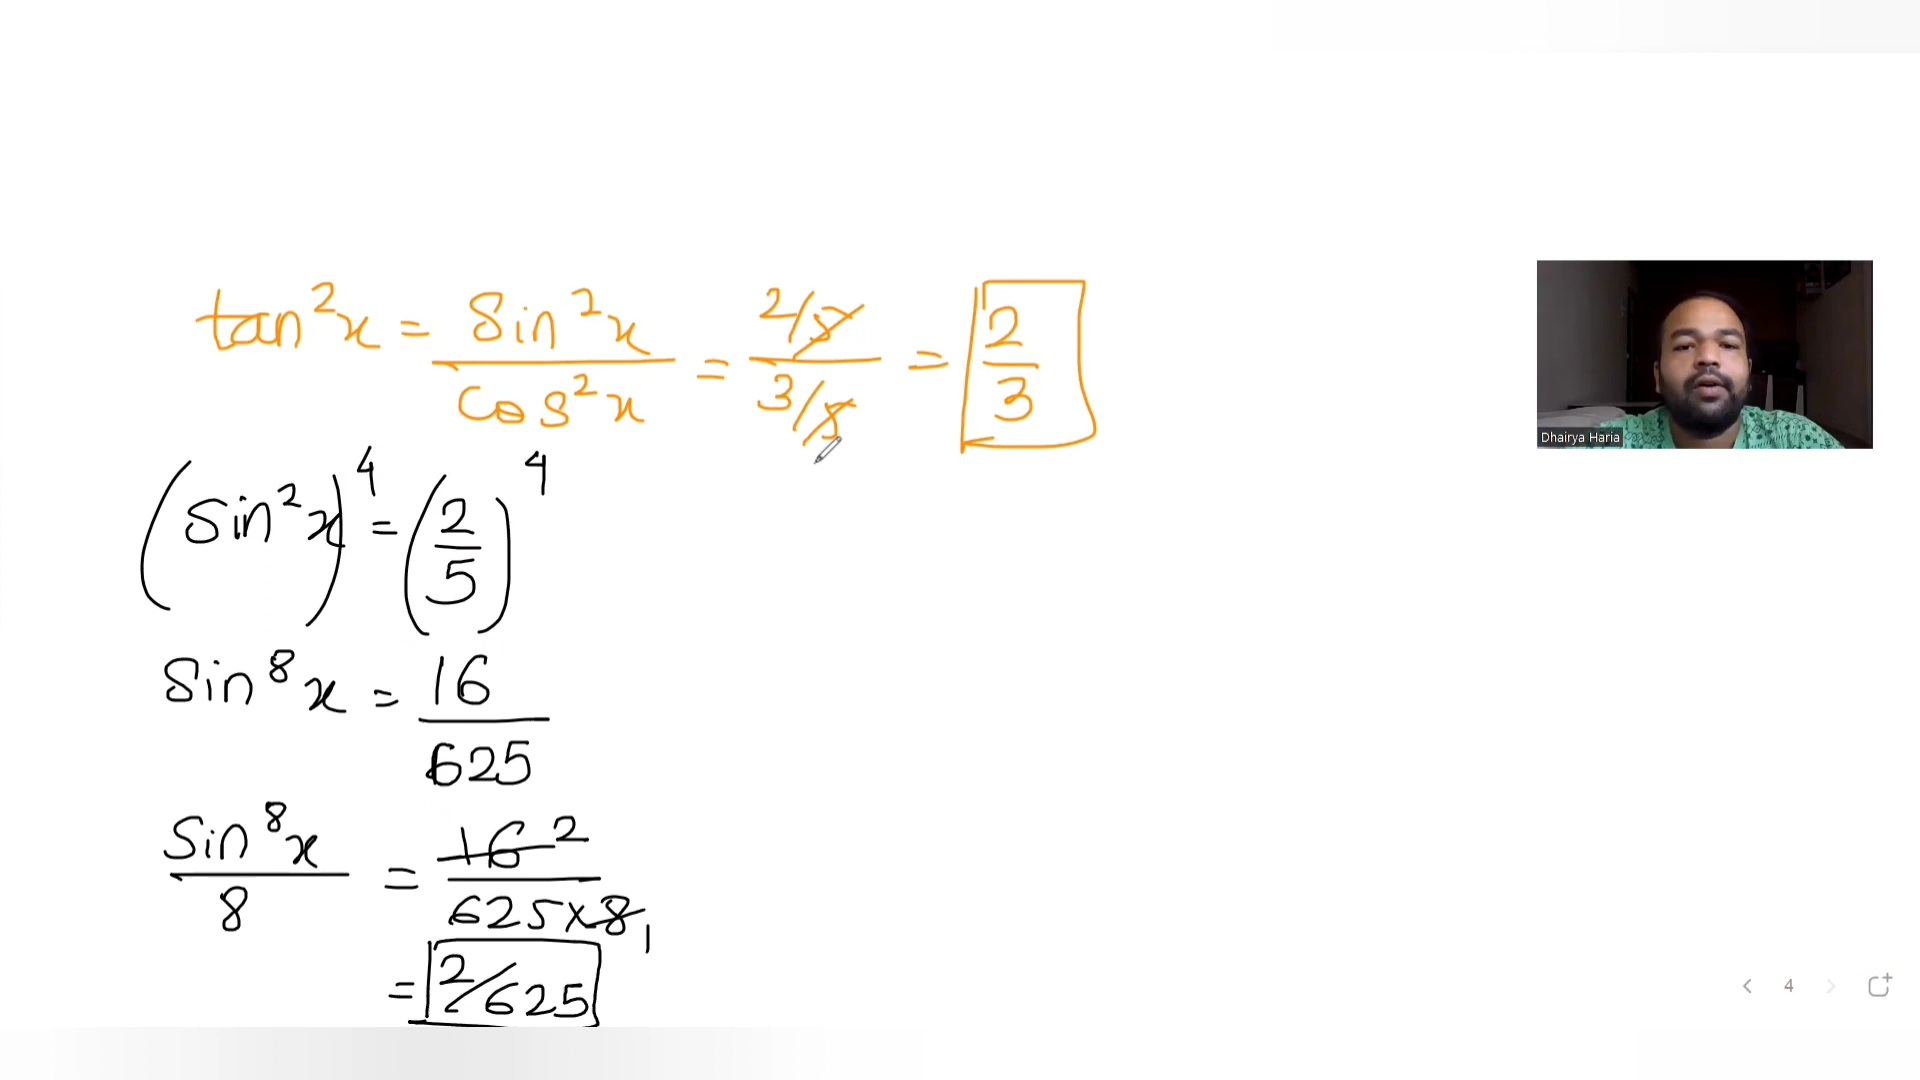 tan²x = sin²x / cos²x = 2/5 / 3/5 = 2/3
Dhairya Haria
(sin²x)⁴ = (2/5)⁴
sin⁸x = 16/625
sin⁸x / 8 = 16 2 / 625×8 1
= 2/625
4